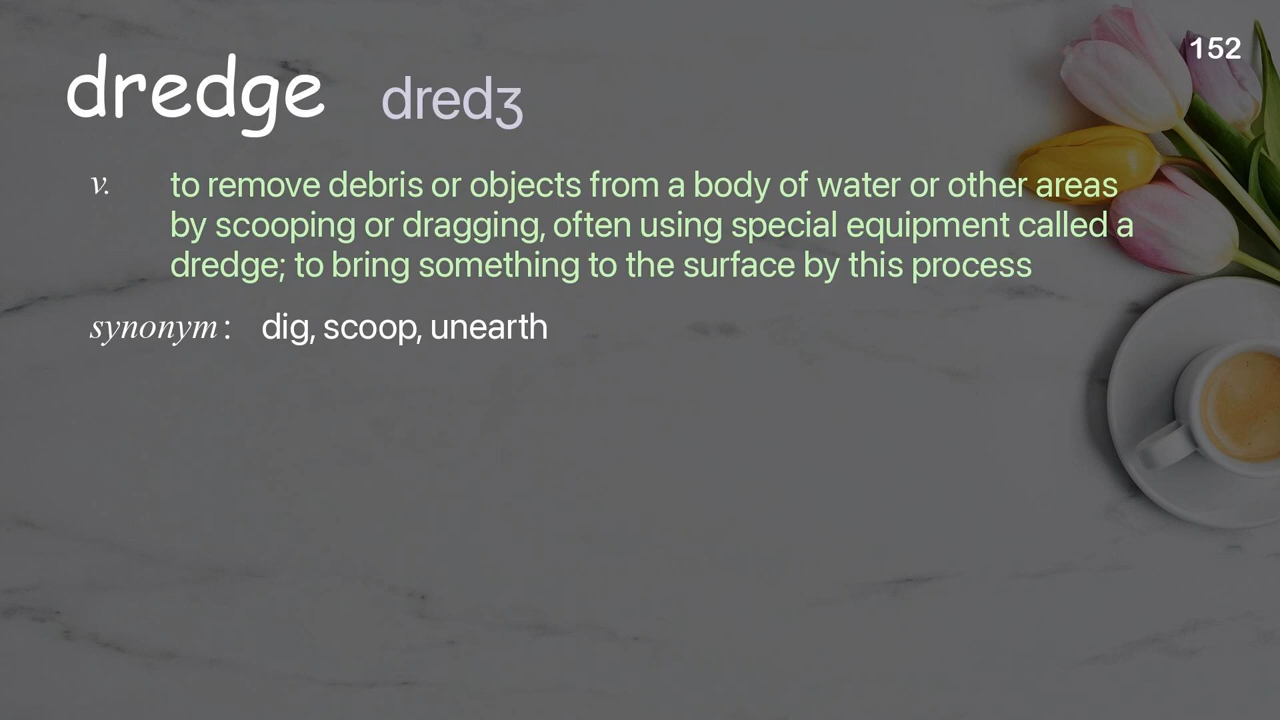 152
dredge dredʒ
v. to remove debris or objects from a body of water or other areas
by scooping or dragging, often using special equipment called a
dredge; to bring something to the surface by this process
synonym: dig, scoop, unearth